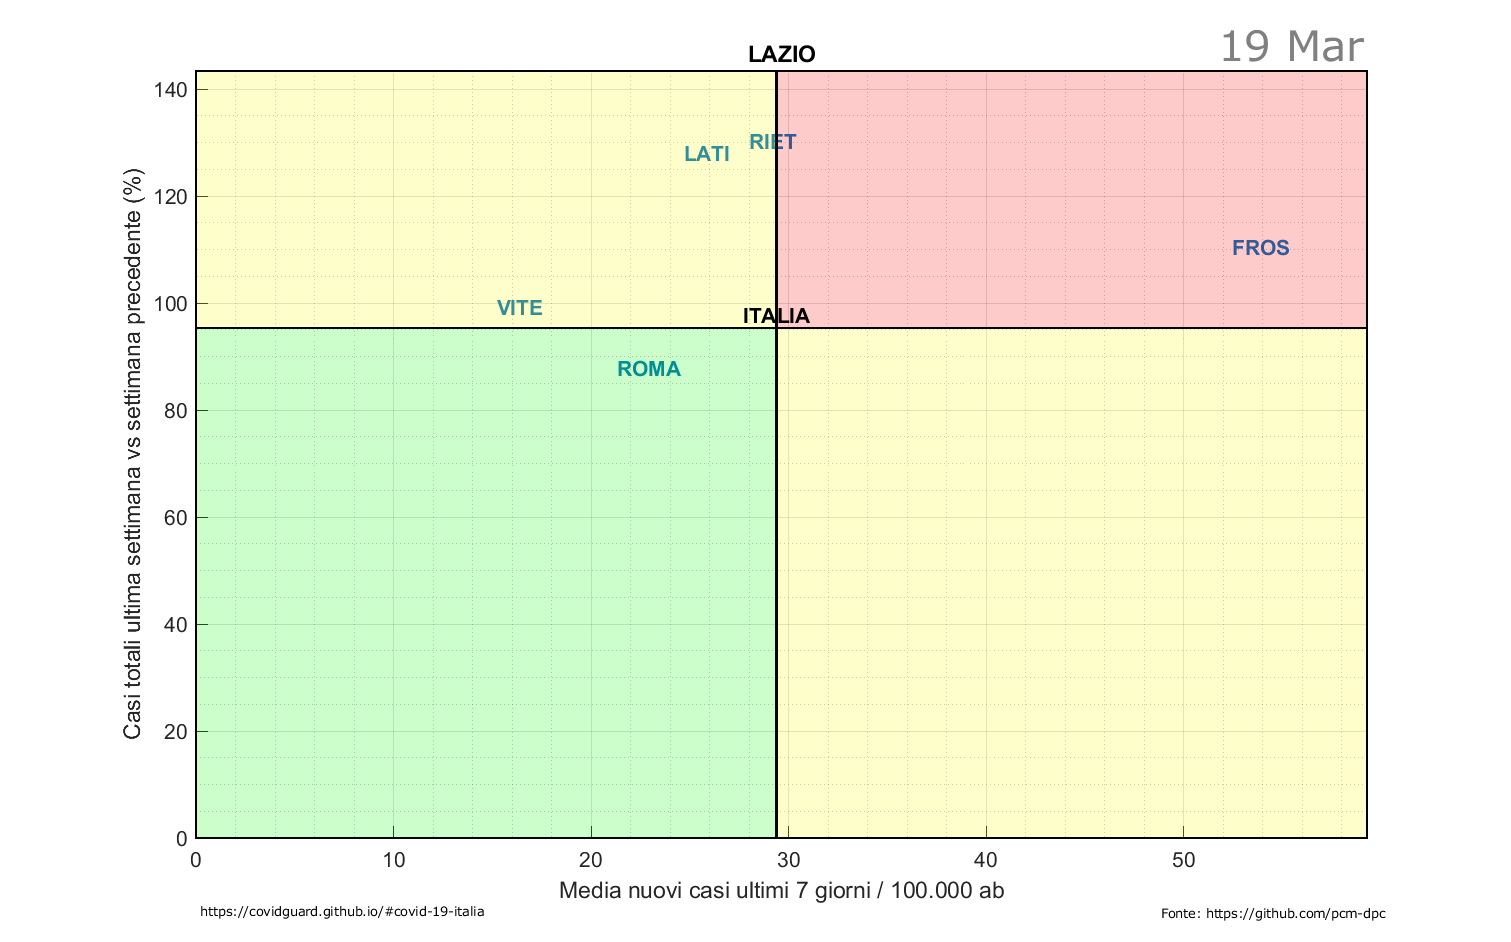 19 Mar
LAZIO
Casi totali ultima settimana vs settimana precedente (%)
140
120
100
80
60
40
20
0
RIET
LATI
FROS
VITE
ITALIA
ROMA
0 10 20 30 40 50
Media nuovi casi ultimi 7 giorni / 100.000 ab
https://covidguard.github.io/#covid-19-italia
Fonte: https://github.com/pcm-dpc